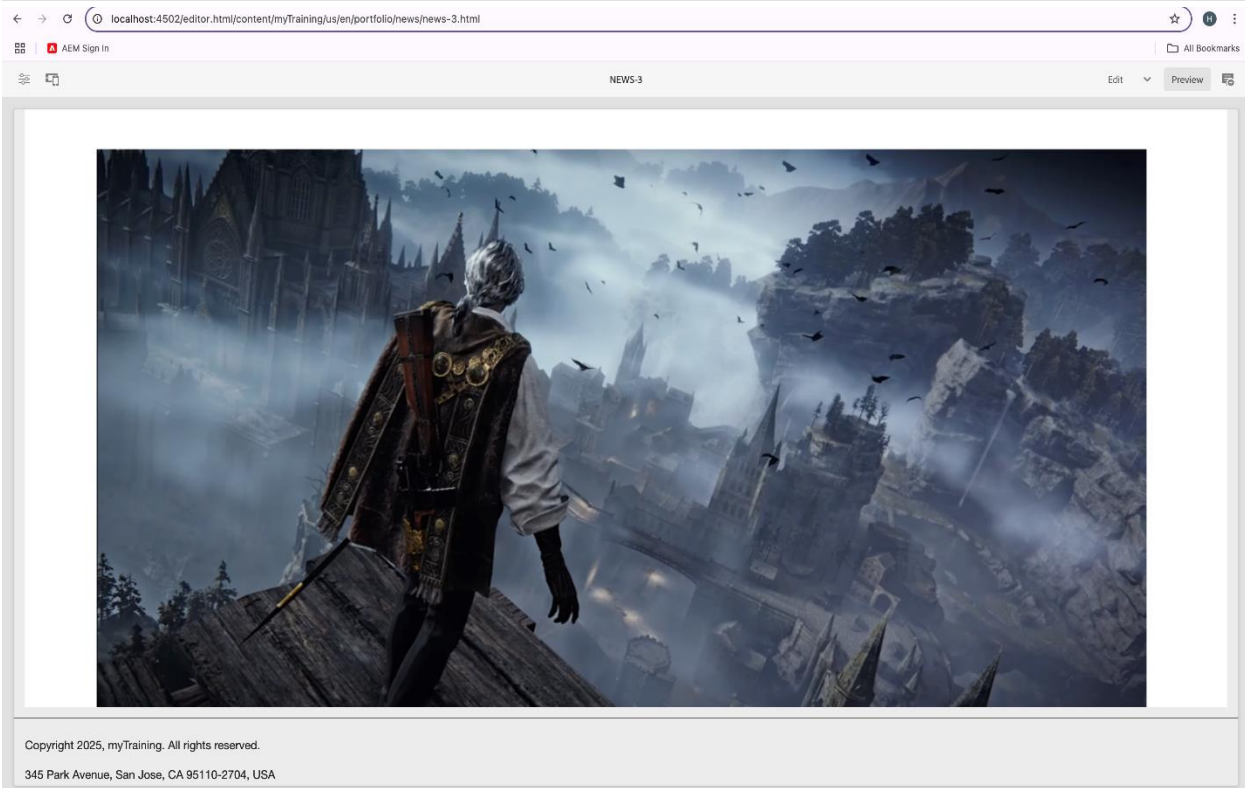 localhost:4502/editor.html/content/myTraining/us/en/portfolio/news/news-3.html
H
AEM Sign In
All Bookmarks
NEWS-3
Edit
Preview
Copyright 2025, myTraining. All rights reserved.
345 Park Avenue, San Jose, CA 95110-2704, USA